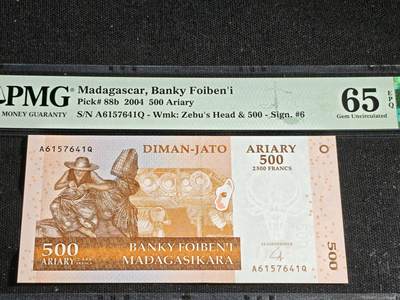 PMG
MONEY GUARANTY
Madagascar, Banky Foiben'i
Pick# 88b 2004 500 Ariary
S/N A6157641Q - Wmk: Zebu's Head & 500 - Sign. #6
65
EPQ
Gem Uncirculated
A6157641Q
DIMAN-JATO
ARIARY
500
2500 FRANCS
500
ARIARY
BANKY FOIBEN'I
MADAGASIKARA
A6157641Q
500